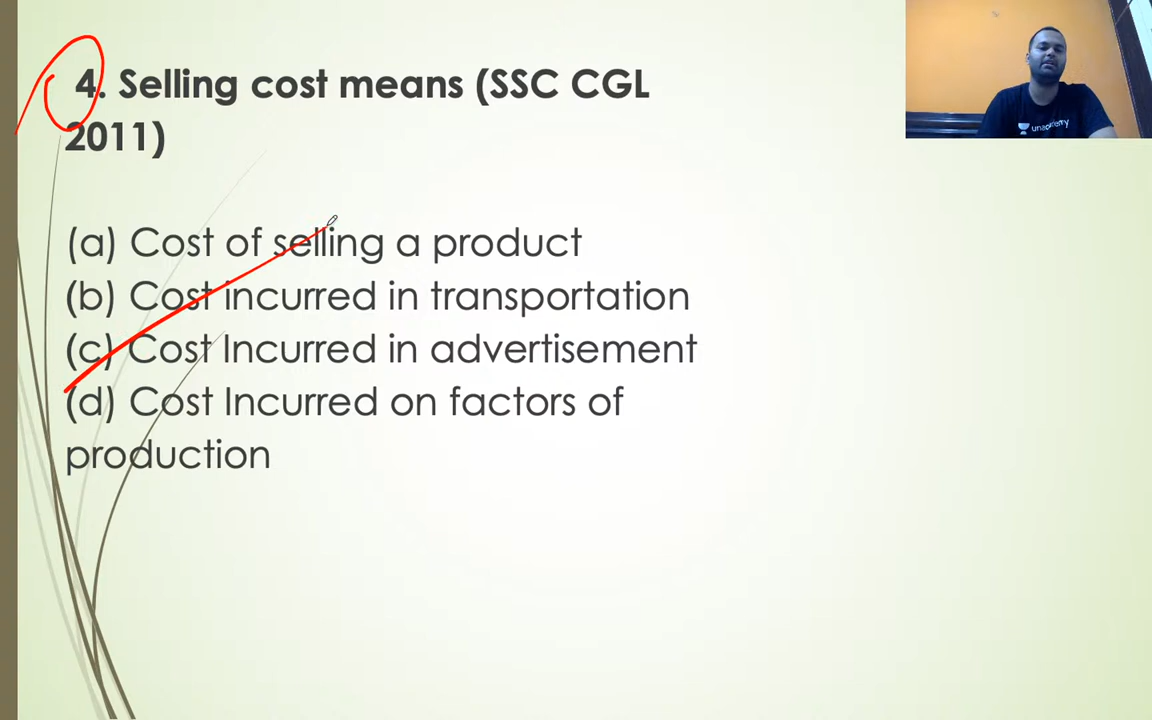 4. Selling cost means (SSC CGL
2011)
(a) Cost of selling a product
(b) Cost incurred in transportation
(c) Cost Incurred in advertisement
(d) Cost Incurred on factors of
production
unacademy